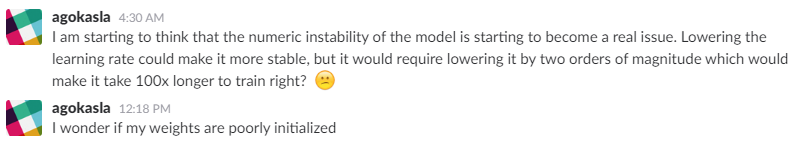 agokasla 4:30 AM
I am starting to think that the numeric instability of the model is starting to become a real issue. Lowering the
learning rate could make it more stable, but it would require lowering it by two orders of magnitude which would
make it take 100x longer to train right? 😕
agokasla 12:18 PM
I wonder if my weights are poorly initialized